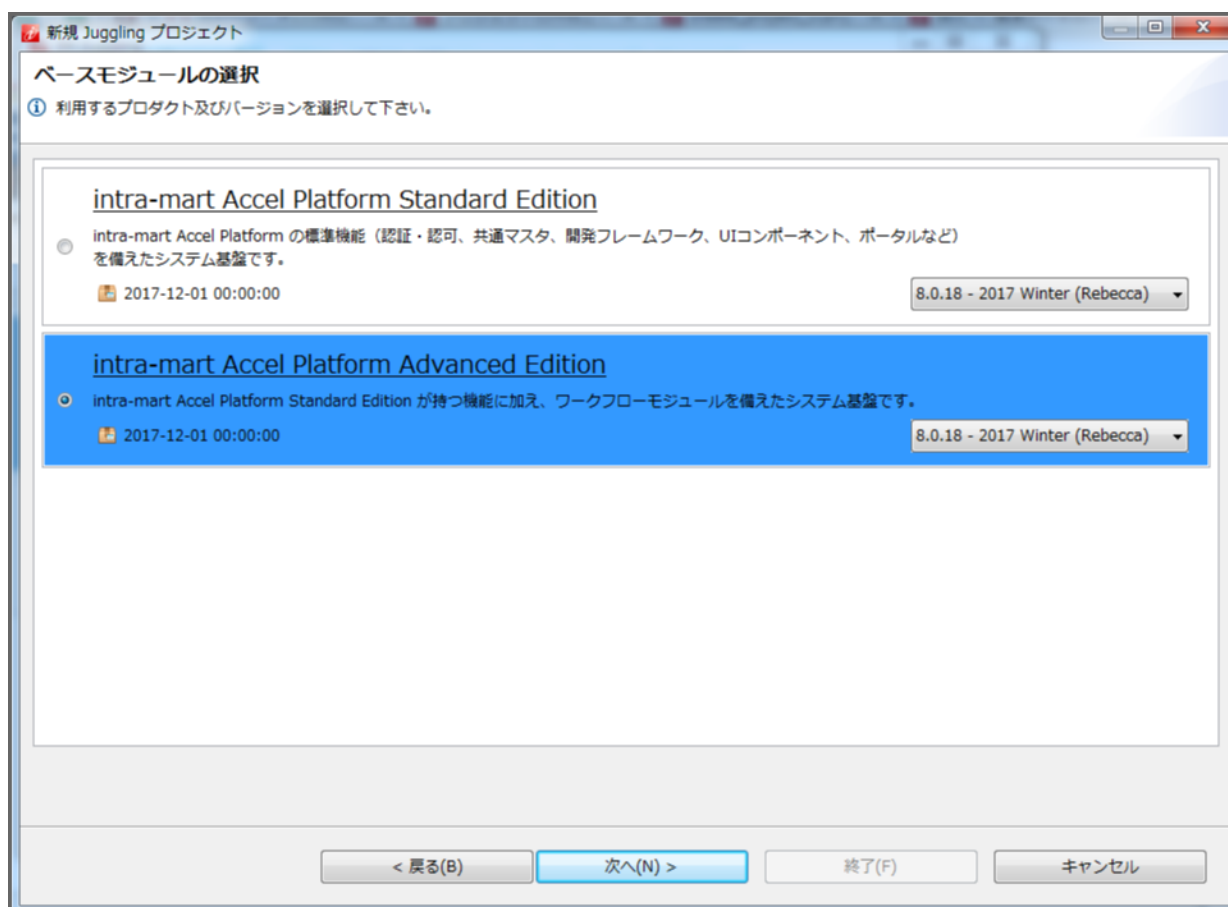 新規 Juggling プロジェクト
ベースモジュールの選択
利用するプロダクト及びバージョンを選択して下さい。
intra-mart Accel Platform Standard Edition
intra-mart Accel Platform の標準機能（認証・認可、共通マスタ、開発フレームワーク、UIコンポーネント、ポータルなど）
を備えたシステム基盤です。
2017-12-01 00:00:00
8.0.18 - 2017 Winter (Rebecca)
intra-mart Accel Platform Advanced Edition
intra-mart Accel Platform Standard Edition が持つ機能に加え、ワークフローモジュールを備えたシステム基盤です。
2017-12-01 00:00:00
8.0.18 - 2017 Winter (Rebecca)
< 戻る(B)
次へ(N) >
終了(F)
キャンセル